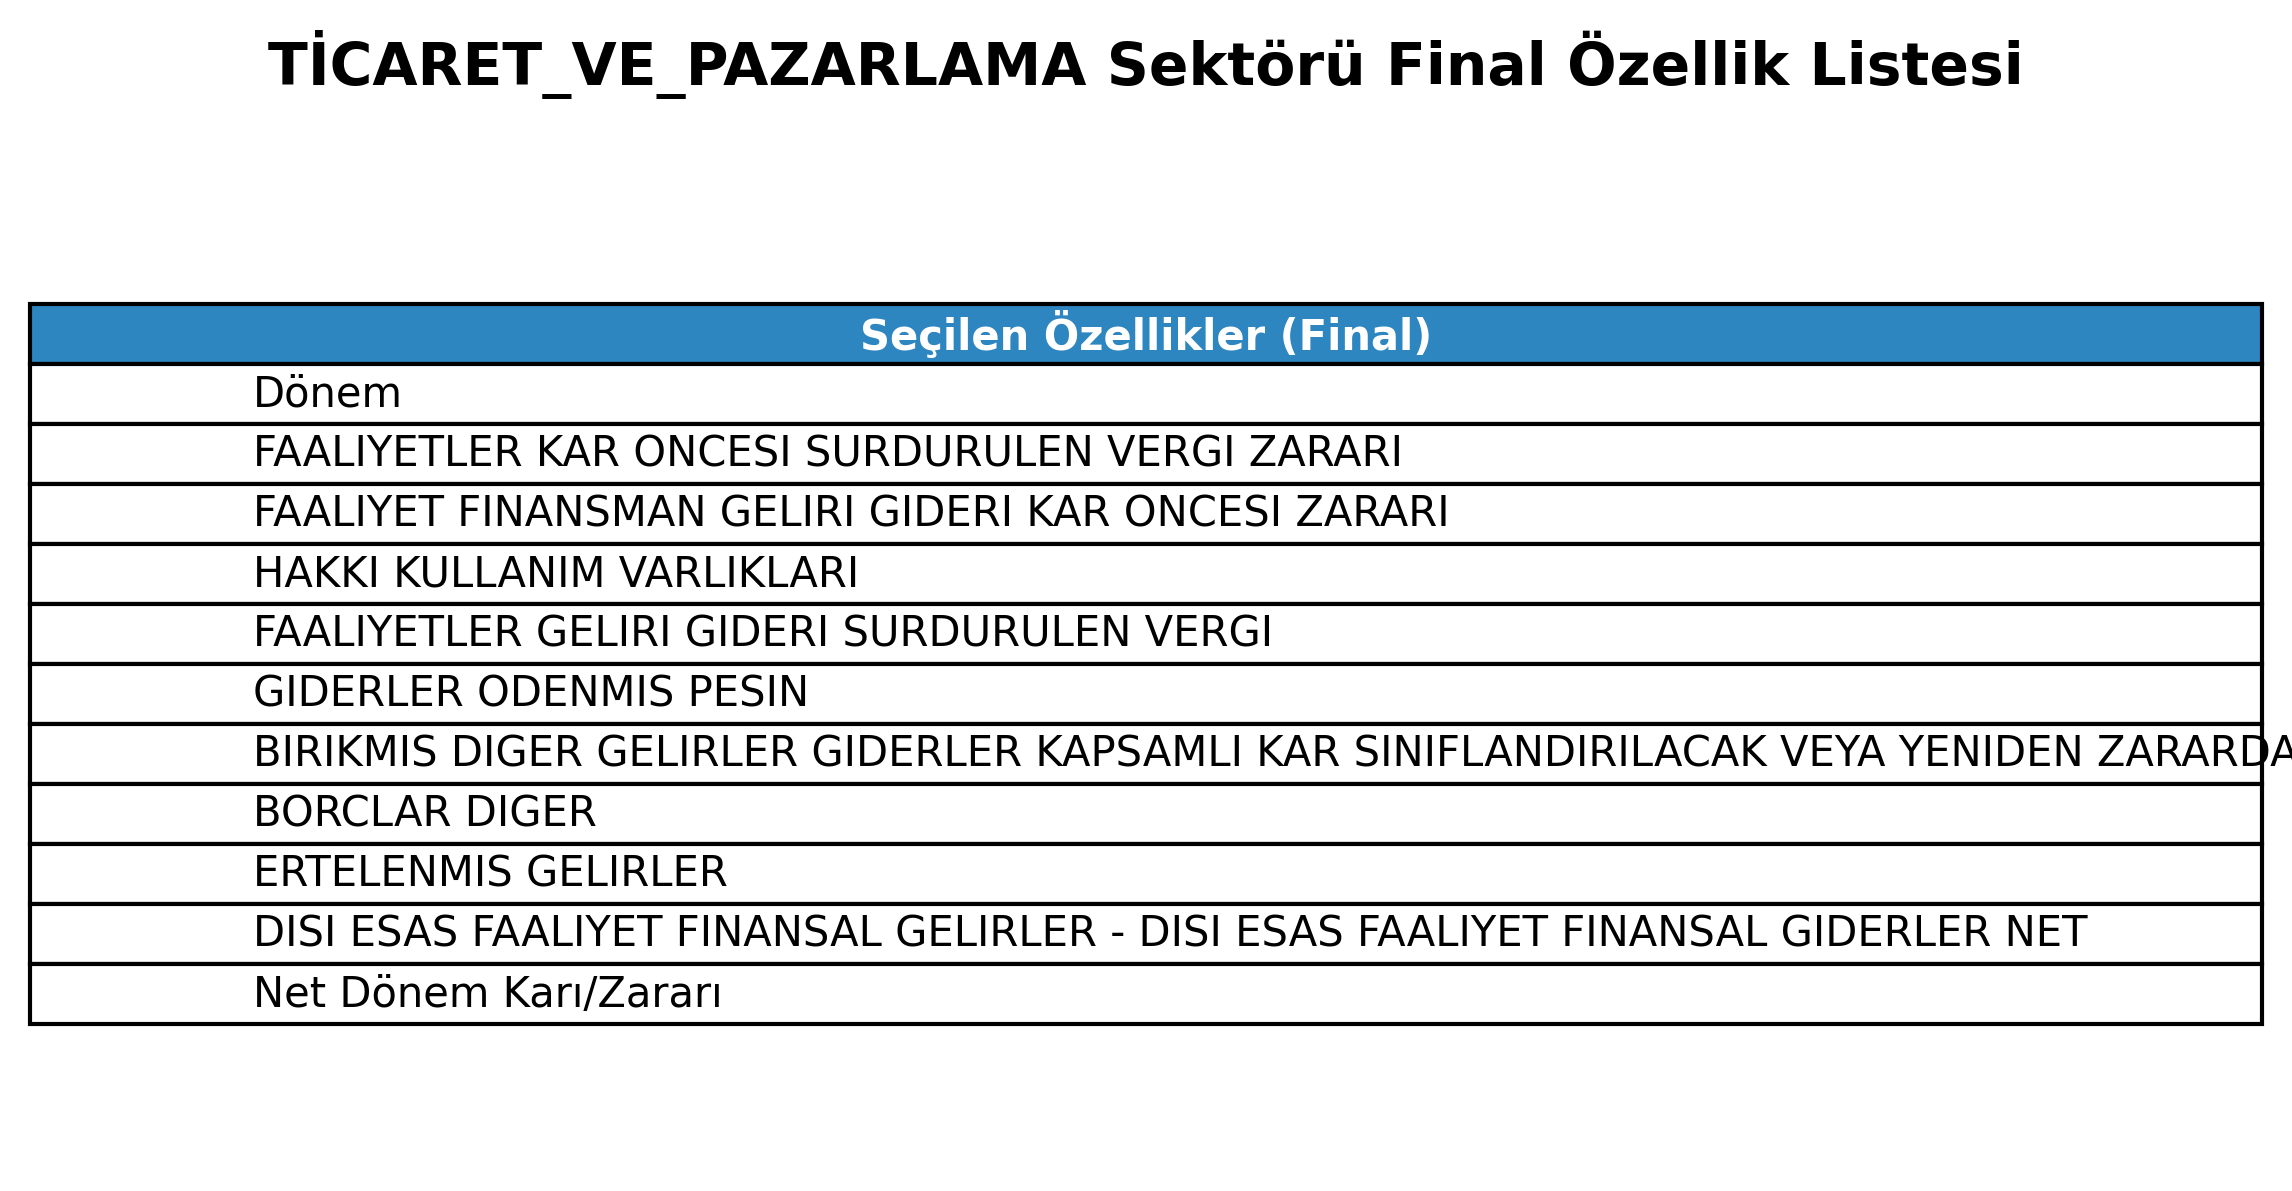 TİCARET_VE_PAZARLAMA Sektörü Final Özellik Listesi
Seçilen Özellikler (Final)
Dönem
FAALIYETLER KAR ONCESI SURDURULEN VERGI ZARARI
FAALIYET FINANSMAN GELIRI GIDERI KAR ONCESI ZARARI
HAKKI KULLANIM VARLIKLARI
FAALIYETLER GELIRI GIDERI SURDURULEN VERGI
GIDERLER ODENMIS PESIN
BIRIKMIS DIGER GELIRLER GIDERLER KAPSAMLI KAR SINIFLANDIRILACAK VEYA YENIDEN ZARARDA
BORCLAR DIGER
ERTELENMIS GELIRLER
DISI ESAS FAALIYET FINANSAL GELIRLER - DISI ESAS FAALIYET FINANSAL GIDERLER NET
Net Dönem Karı/Zararı